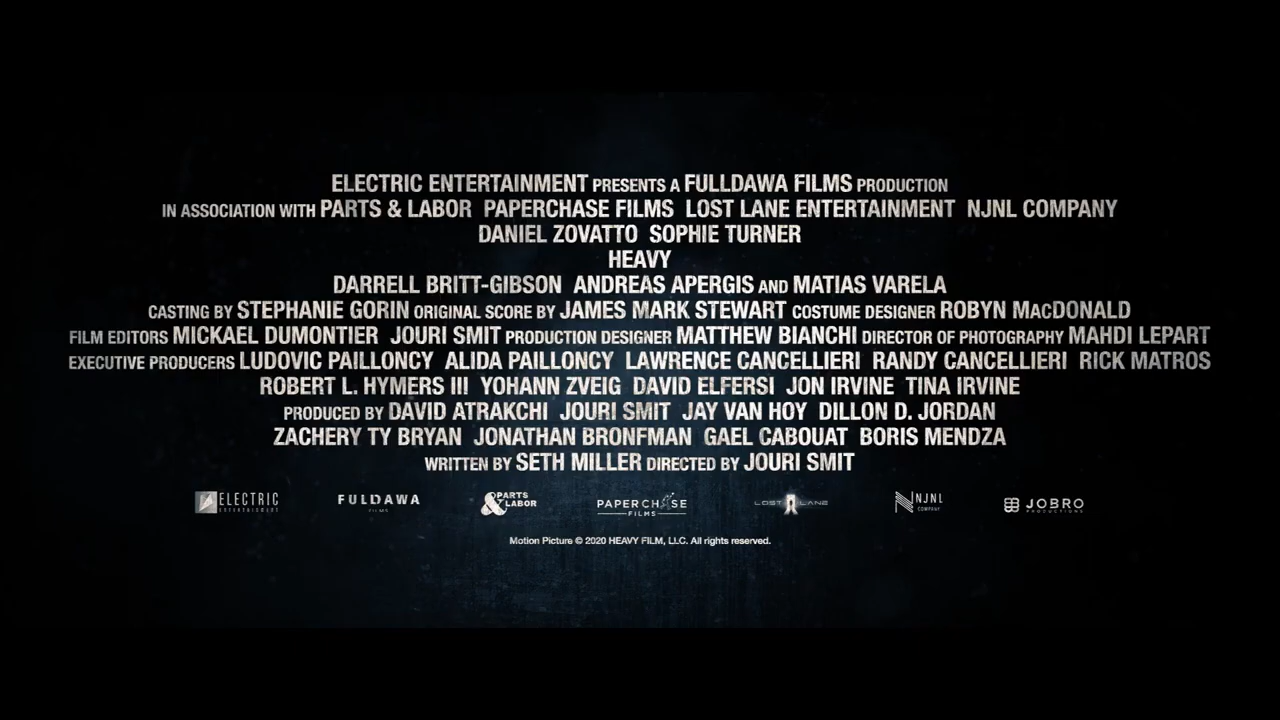 ELECTRIC ENTERTAINMENT PRESENTS A FULLDAWA FILMS PRODUCTION
IN ASSOCIATION WITH PARTS & LABOR PAPERCHASE FILMS LOST LANE ENTERTAINMENT NJNL COMPANY
DANIEL ZOVATTO SOPHIE TURNER
HEAVY
DARRELL BRITT-GIBSON ANDREAS APERGIS AND MATIAS VARELA
CASTING BY STEPHANIE GORIN ORIGINAL SCORE BY JAMES MARK STEWART COSTUME DESIGNER ROBYN MACDONALD
FILM EDITORS MICKAEL DUMONTIER JOURI SMIT PRODUCTION DESIGNER MATTHEW BIANCHI DIRECTOR OF PHOTOGRAPHY MAHDI LEPART
EXECUTIVE PRODUCERS LUDOVIC PAILLONCY ALIDA PAILLONCY LAWRENCE CANCELLIERI RANDY CANCELLIERI RICK MATROS
ROBERT L. HYMERS III YOHANN ZVEIG DAVID ELFERSI JON IRVINE TINA IRVINE
PRODUCED BY DAVID ATRAKCHI JOURI SMIT JAY VAN HOY DILLON D. JORDAN
ZACHERY TY BRYAN JONATHAN BRONFMAN GAEL CABOUAT BORIS MENDZA
WRITTEN BY SETH MILLER DIRECTED BY JOURI SMIT
ELECTRIC ENTERTAINMENT
FULDAWA FILMS
PARTS & LABOR
PAPERCHASE FILMS
LOST LANE
NJNL COMPANY
JOBRO PRODUCTIONS
Motion Picture © 2020 HEAVY FILM, LLC. All rights reserved.